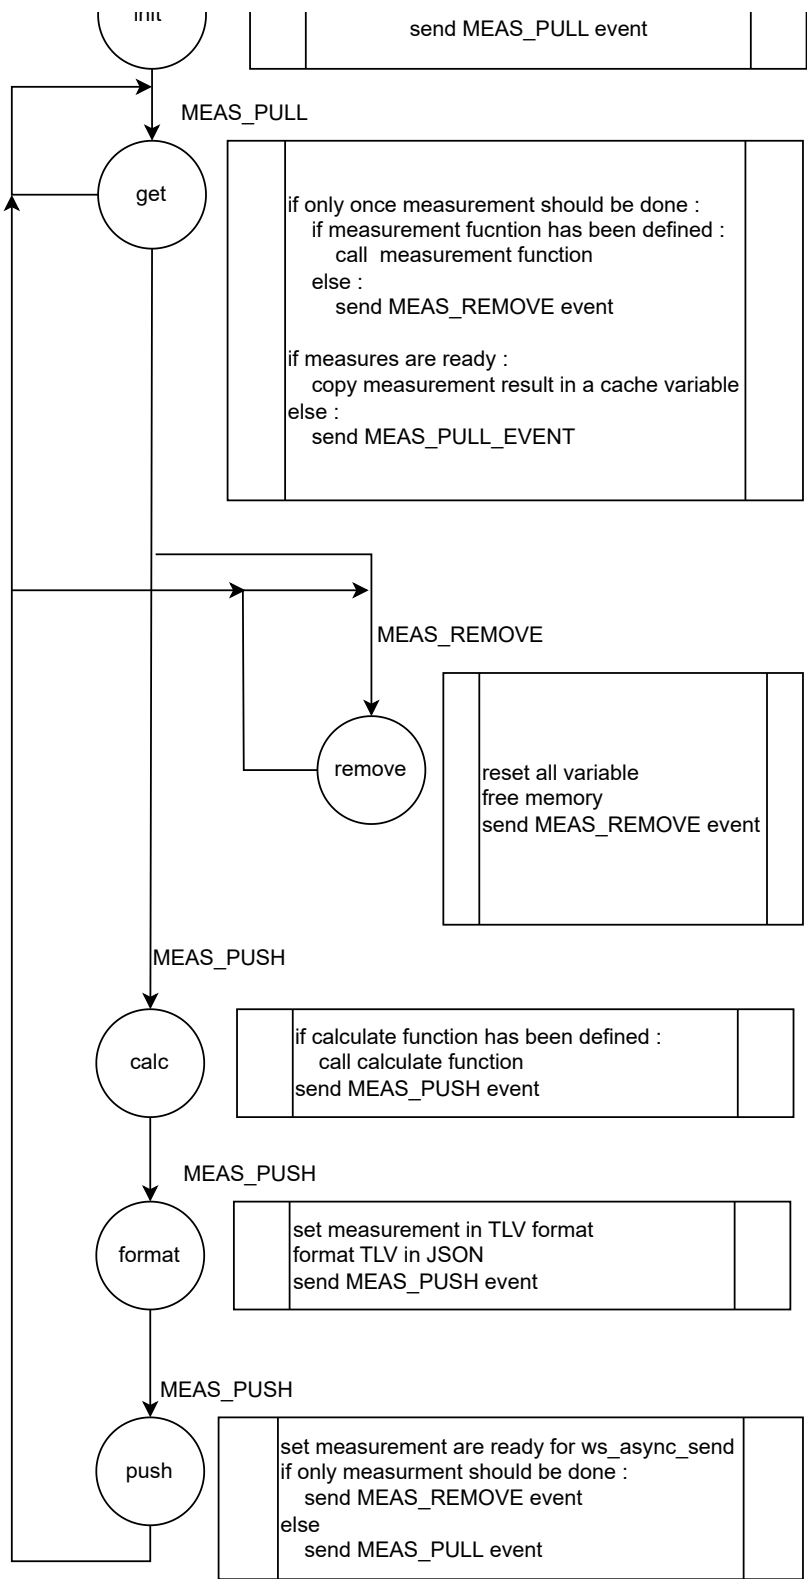 init
send MEAS_PULL event
MEAS_PULL
get
if only once measurement should be done :
if measurement fucntion has been defined :
call  measurement function
else :
send MEAS_REMOVE event
if measures are ready :
copy measurement result in a cache variable
else :
send MEAS_PULL_EVENT
MEAS_REMOVE
remove
reset all variable
free memory
send MEAS_REMOVE event
MEAS_PUSH
calc
if calculate function has been defined :
call calculate function
send MEAS_PUSH event
MEAS_PUSH
format
set measurement in TLV format
format TLV in JSON
send MEAS_PUSH event
MEAS_PUSH
push
set measurement are ready for ws_async_send
if only measurment should be done :
send MEAS_REMOVE event
else
send MEAS_PULL event